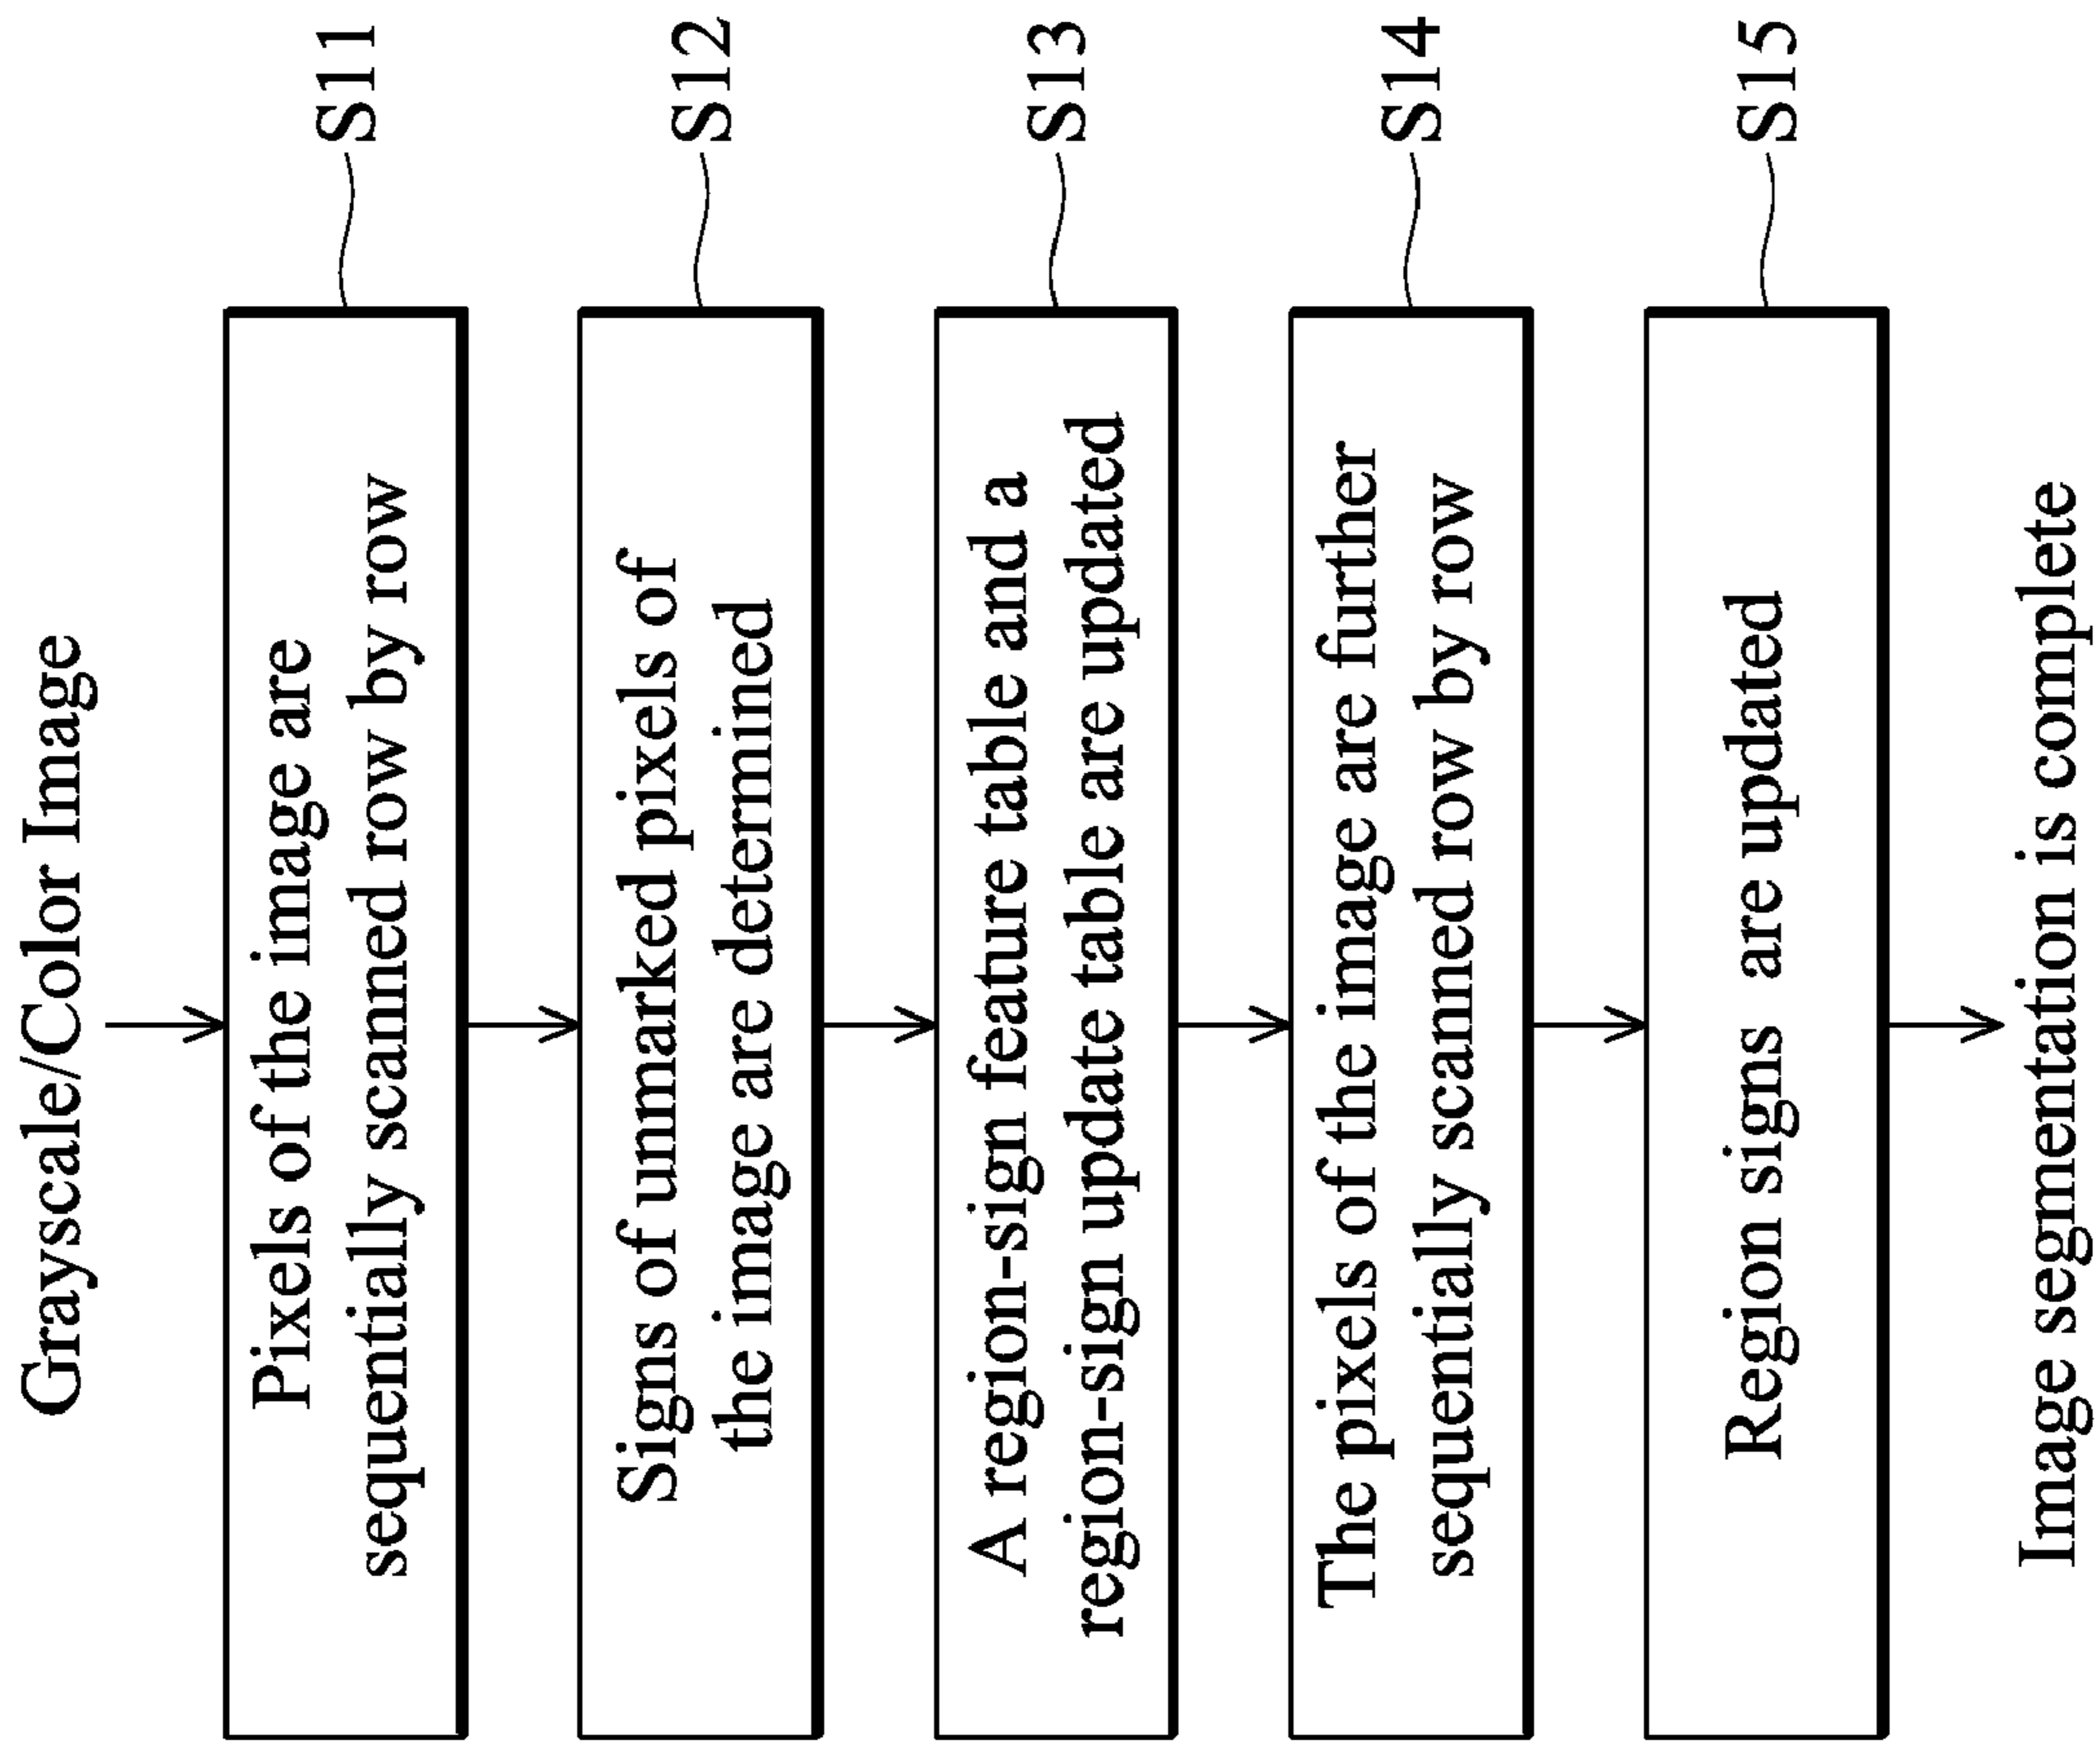 Grayscale/Color Image
Pixels of the image are
sequentially scanned row by row
S11
Signs of unmarked pixels of
the image are determined
S12
A region-sign feature table and a
region-sign update table are updated
S13
The pixels of the image are further
sequentially scanned row by row
S14
Region signs are updated
S15
Image segmentation is complete